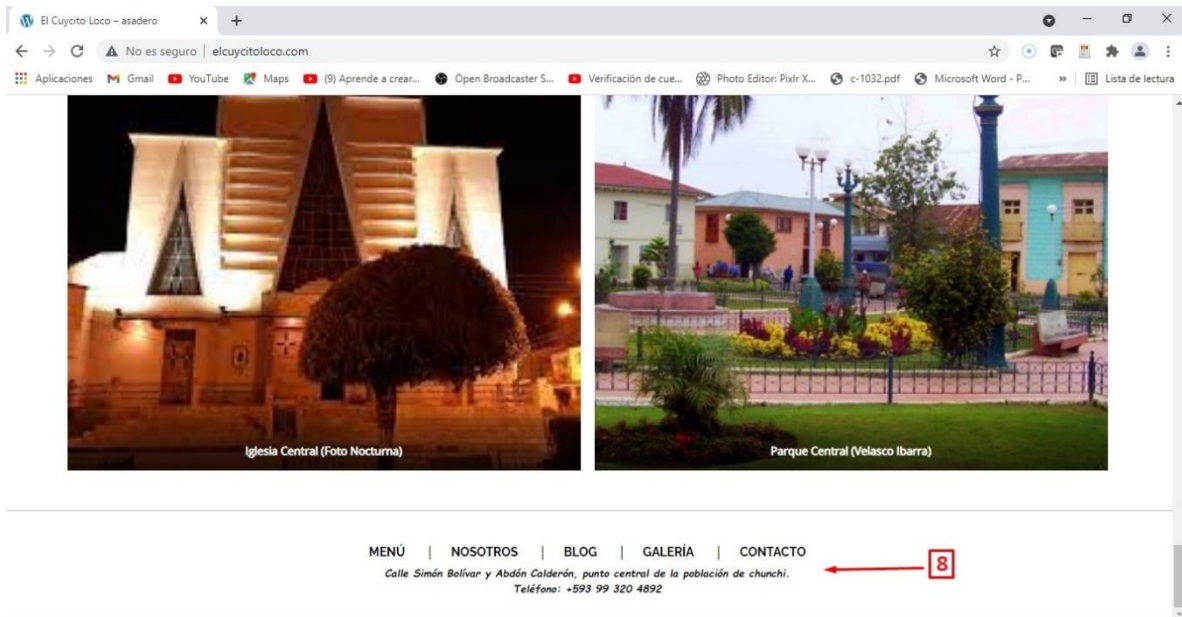 El Cuycito Loco – asadero
No es seguro | elcuycitoloco.com
Aplicaciones Gmail YouTube Maps (9) Aprende a crear... Open Broadcaster S... Verificación de cue... Photo Editor: Pixlr X... c-1032.pdf Microsoft Word - P... » Lista de lectura
Iglesia Central (Foto Nocturna) Parque Central (Velasco Ibarra)
MENÚ | NOSOTROS | BLOG | GALERÍA | CONTACTO
8
Calle Simón Bolívar y Abdón Calderón, punto central de la población de chunchi.
Teléfono: +593 99 320 4892